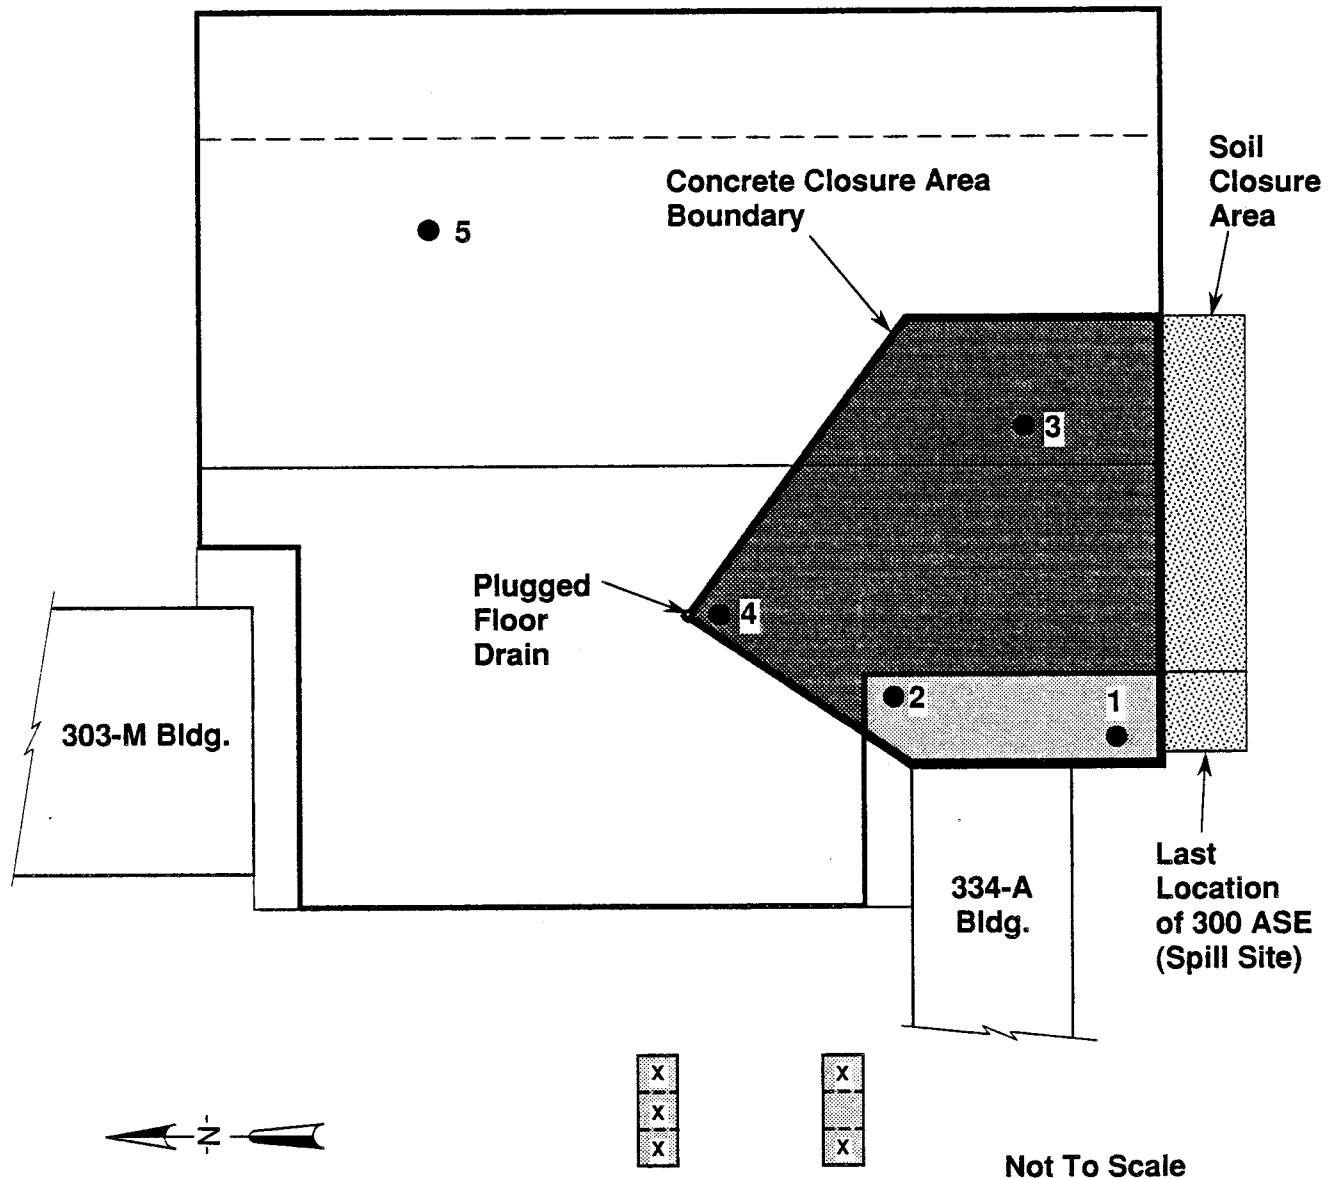 Soil
Closure
Area
Concrete Closure Area
Boundary
5
3
Plugged
Floor
Drain
4
2
1
303-M Bldg.
334-A
Bldg.
Last
Location
of 300 ASE
(Spill Site)
X
X
X
X
X
-N-
Not To Scale